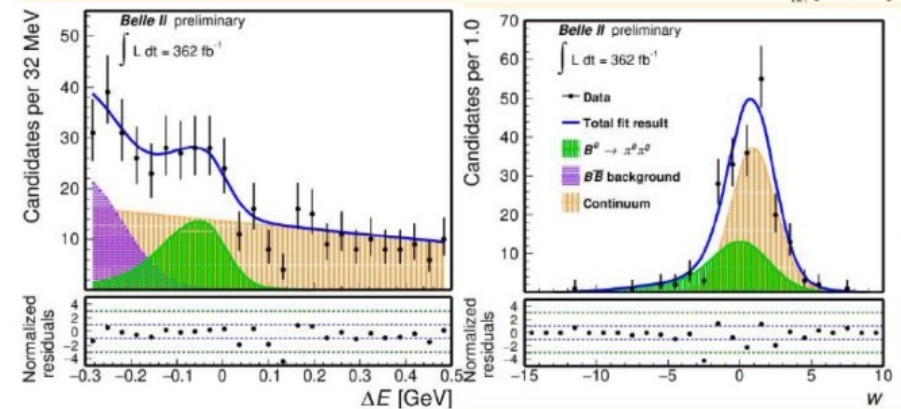 Belle II preliminary
∫ L dt = 362 fb⁻¹
Candidates per 32 MeV
50
40
30
20
10
Normalized residuals
4
2
0
−2
−4
−0.3 −0.2 −0.1 0 0.1 0.2 0.3 0.4 0.5
ΔE [GeV]
Belle II preliminary
∫ L dt = 362 fb⁻¹
Data
Total fit result
B⁰ → π⁰π⁰
BB̅ background
Continuum
Candidates per 1.0
70
60
50
40
30
20
10
Normalized residuals
4
2
0
−2
−4
−15 −10 −5 0 5 10
w